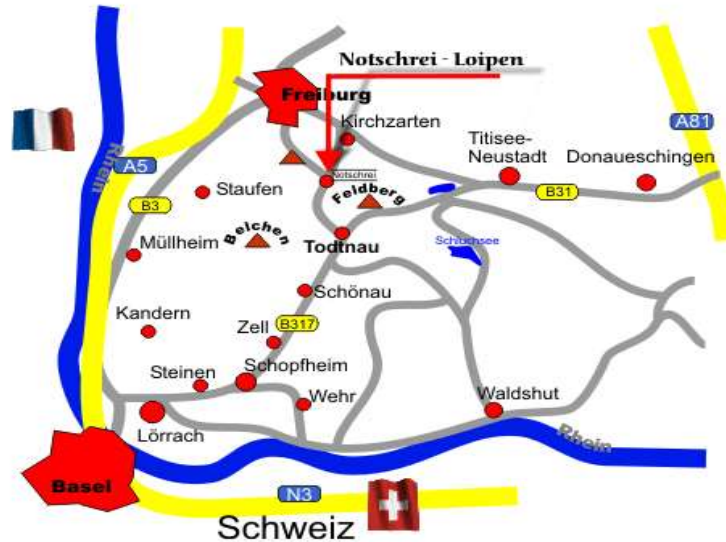 Notschrei - Loipen
Freiburg
Kirchzarten
A81
Titisee-
Neustadt
Donaueschingen
Rhein
A5
Notschrei
B31
B3
Staufen
Feldberg
Belchen
Müllheim
Todtnau
Schluchsee
Schönau
Kandern
Zell
B317
Schopfheim
Steinen
Wehr
Waldshut
Lörrach
Rhein
Basel
N3
Schweiz